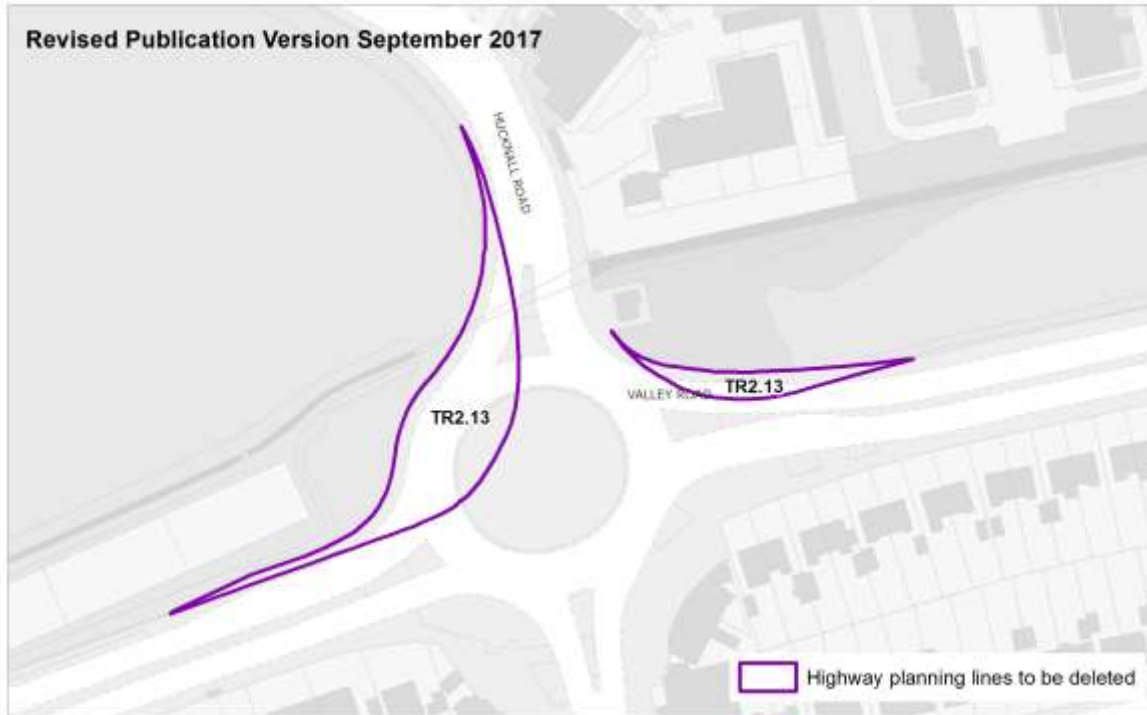 Revised Publication Version September 2017
HUCKNALL ROAD
VALLEY ROAD
TR2.13
TR2.13
Highway planning lines to be deleted